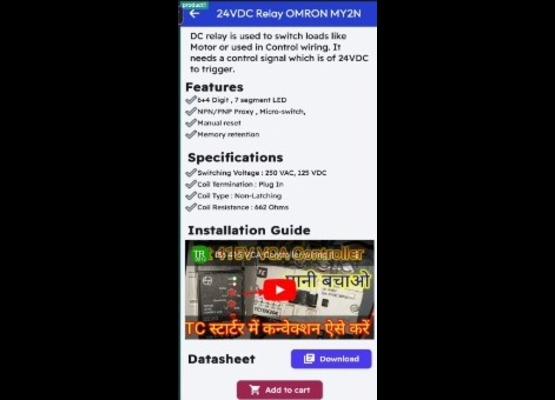 product!
24VDC Relay OMRON MY2N
DC relay is used to switch loads like
Motor or used in Control wiring. It
needs a control signal which is of 24VDC
to trigger.
Features
6+4 Digit , 7 segment LED
NPN/PNP Proxy , Micro-switch,
Manual reset
Memory retention
Specifications
Switching Voltage : 250 VAC, 125 VDC
Coil Termination : Plug In
Coil Type : Non-Latching
Coil Resistance : 662 Ohms
Installation Guide
Controller
पानी बचाओ
TC स्टार्टर में कन्वेक्शन ऐसे करें
Datasheet
Download
Add to cart